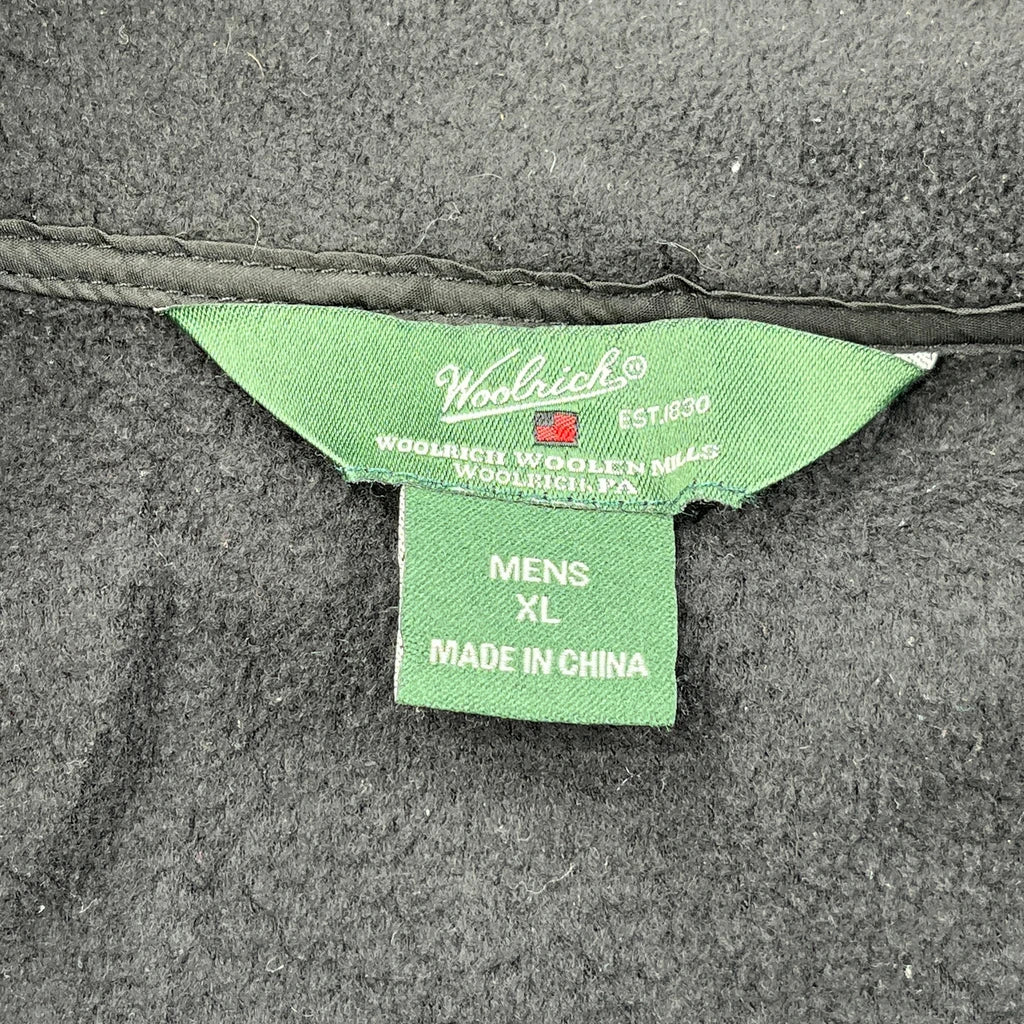 Woolrich®
EST.1830
WOOLRICH WOOLEN MILLS
WOOLRICH, PA
MENS
XL
MADE IN CHINA